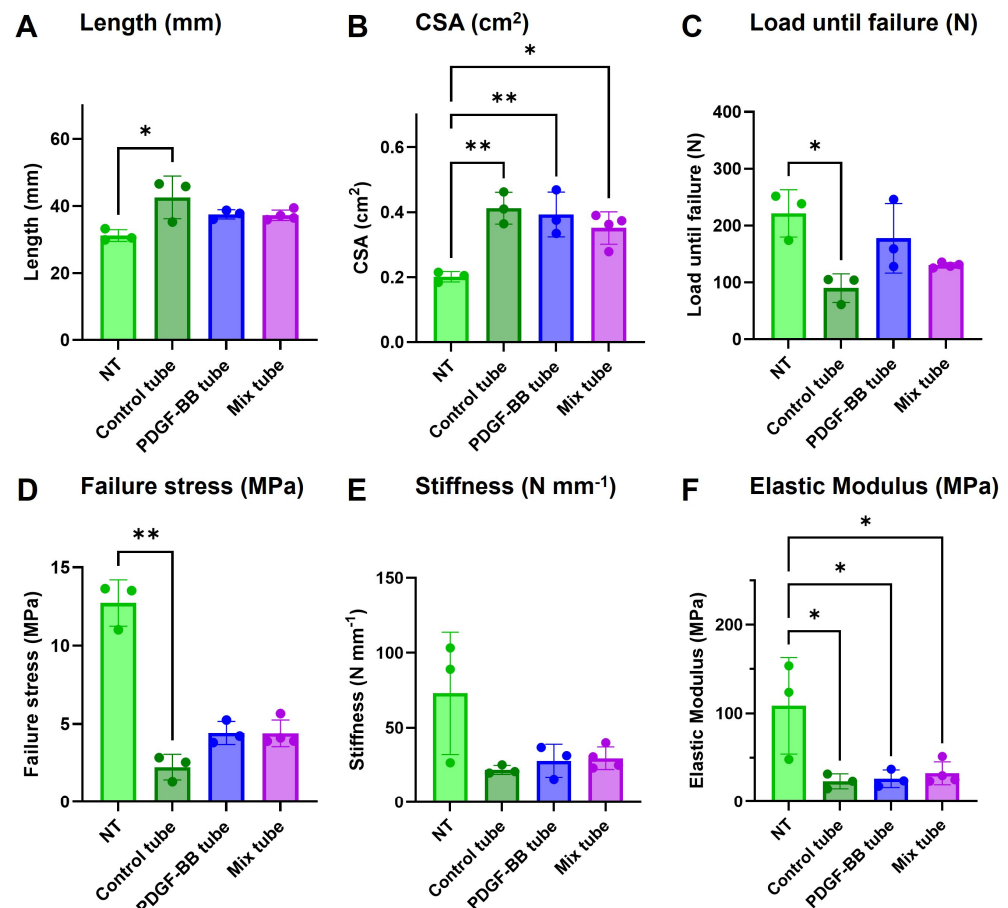 A Length (mm)
B CSA (cm²)
C Load until failure (N)
*
Length (mm)
60
40
20
0
NT
Control tube
PDGF-BB tube
Mix tube
*
**
**
CSA (cm²)
0.6
0.4
0.2
0.0
NT
Control tube
PDGF-BB tube
Mix tube
*
Load until failure (N)
400
300
200
100
0
NT
Control tube
PDGF-BB tube
Mix tube
D Failure stress (MPa)
E Stiffness (N mm⁻¹)
F Elastic Modulus (MPa)
**
Failure stress (MPa)
15
10
5
0
NT
Control tube
PDGF-BB tube
Mix tube
Stiffness (N mm⁻¹)
150
100
50
0
NT
Control tube
PDGF-BB tube
Mix tube
*
*
*
Elastic Modulus (MPa)
200
100
0
NT
Control tube
PDGF-BB tube
Mix tube